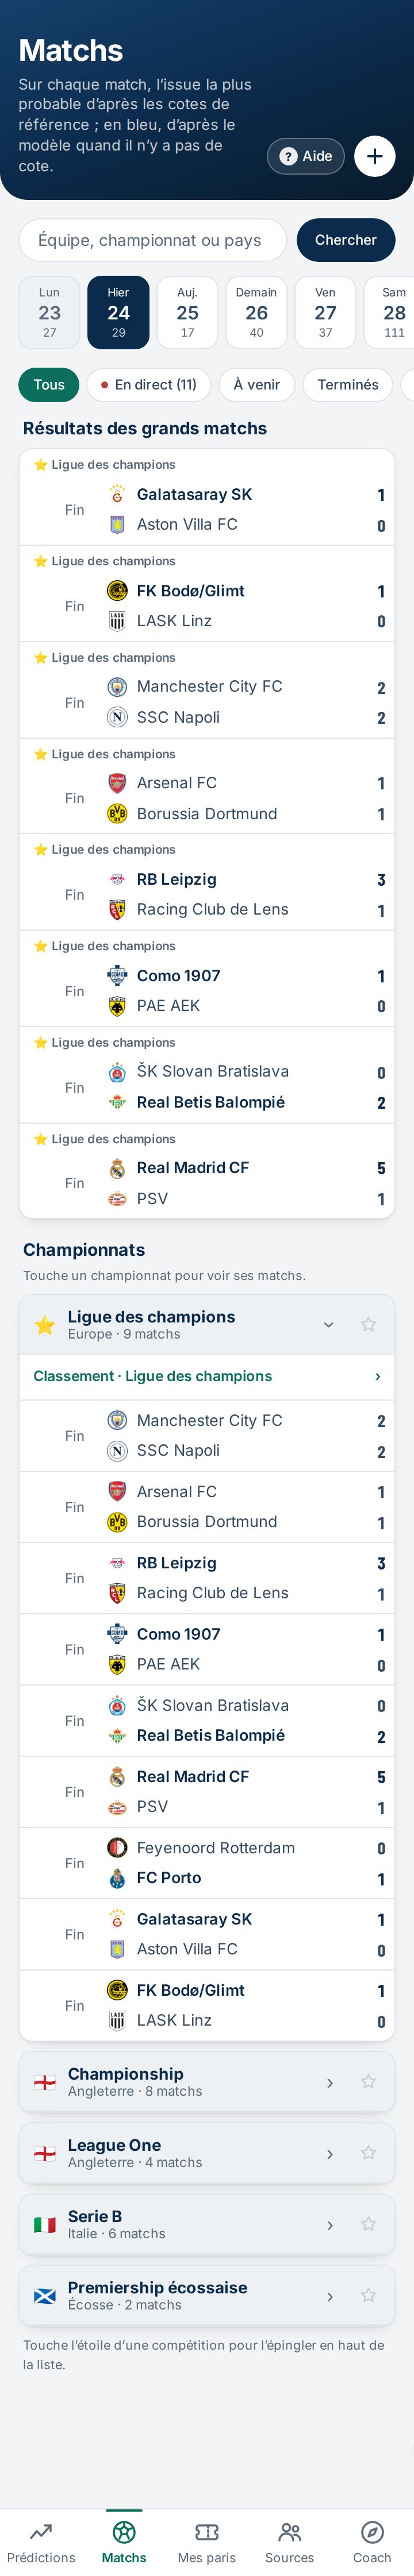 Matchs
Sur chaque match, l’issue la plus
probable d’après les cotes de
référence ; en bleu, d’après le
modèle quand il n’y a pas de
cote.
? Aide
+
Équipe, championnat ou pays
Chercher
Lun Hier Auj. Demain Ven Sam
23 24 25 26 27 28
27 29 17 40 37 111
Tous En direct (11) À venir Terminés
Résultats des grands matchs
Ligue des champions
Galatasaray SK 1
Fin
Aston Villa FC 0
Ligue des champions
FK Bodø/Glimt 1
Fin
LASK Linz 0
Ligue des champions
Manchester City FC 2
Fin
SSC Napoli 2
Ligue des champions
Arsenal FC 1
Fin
Borussia Dortmund 1
Ligue des champions
RB Leipzig 3
Fin
Racing Club de Lens 1
Ligue des champions
Como 1907 1
Fin
PAE AEK 0
Ligue des champions
ŠK Slovan Bratislava 0
Fin
Real Betis Balompié 2
Ligue des champions
Real Madrid CF 5
Fin
PSV 1
Championnats
Touche un championnat pour voir ses matchs.
Ligue des champions
Europe · 9 matchs
Classement · Ligue des champions ›
Manchester City FC 2
Fin
SSC Napoli 2
Arsenal FC 1
Fin
Borussia Dortmund 1
RB Leipzig 3
Fin
Racing Club de Lens 1
Como 1907 1
Fin
PAE AEK 0
ŠK Slovan Bratislava 0
Fin
Real Betis Balompié 2
Real Madrid CF 5
Fin
PSV 1
Feyenoord Rotterdam 0
Fin
FC Porto 1
Galatasaray SK 1
Fin
Aston Villa FC 0
FK Bodø/Glimt 1
Fin
LASK Linz 0
Championship
Angleterre · 8 matchs
League One
Angleterre · 4 matchs
Serie B
Italie · 6 matchs
Premiership écossaise
Écosse · 2 matchs
Touche l’étoile d’une compétition pour l’épingler en haut de
la liste.
Prédictions Matchs Mes paris Sources Coach